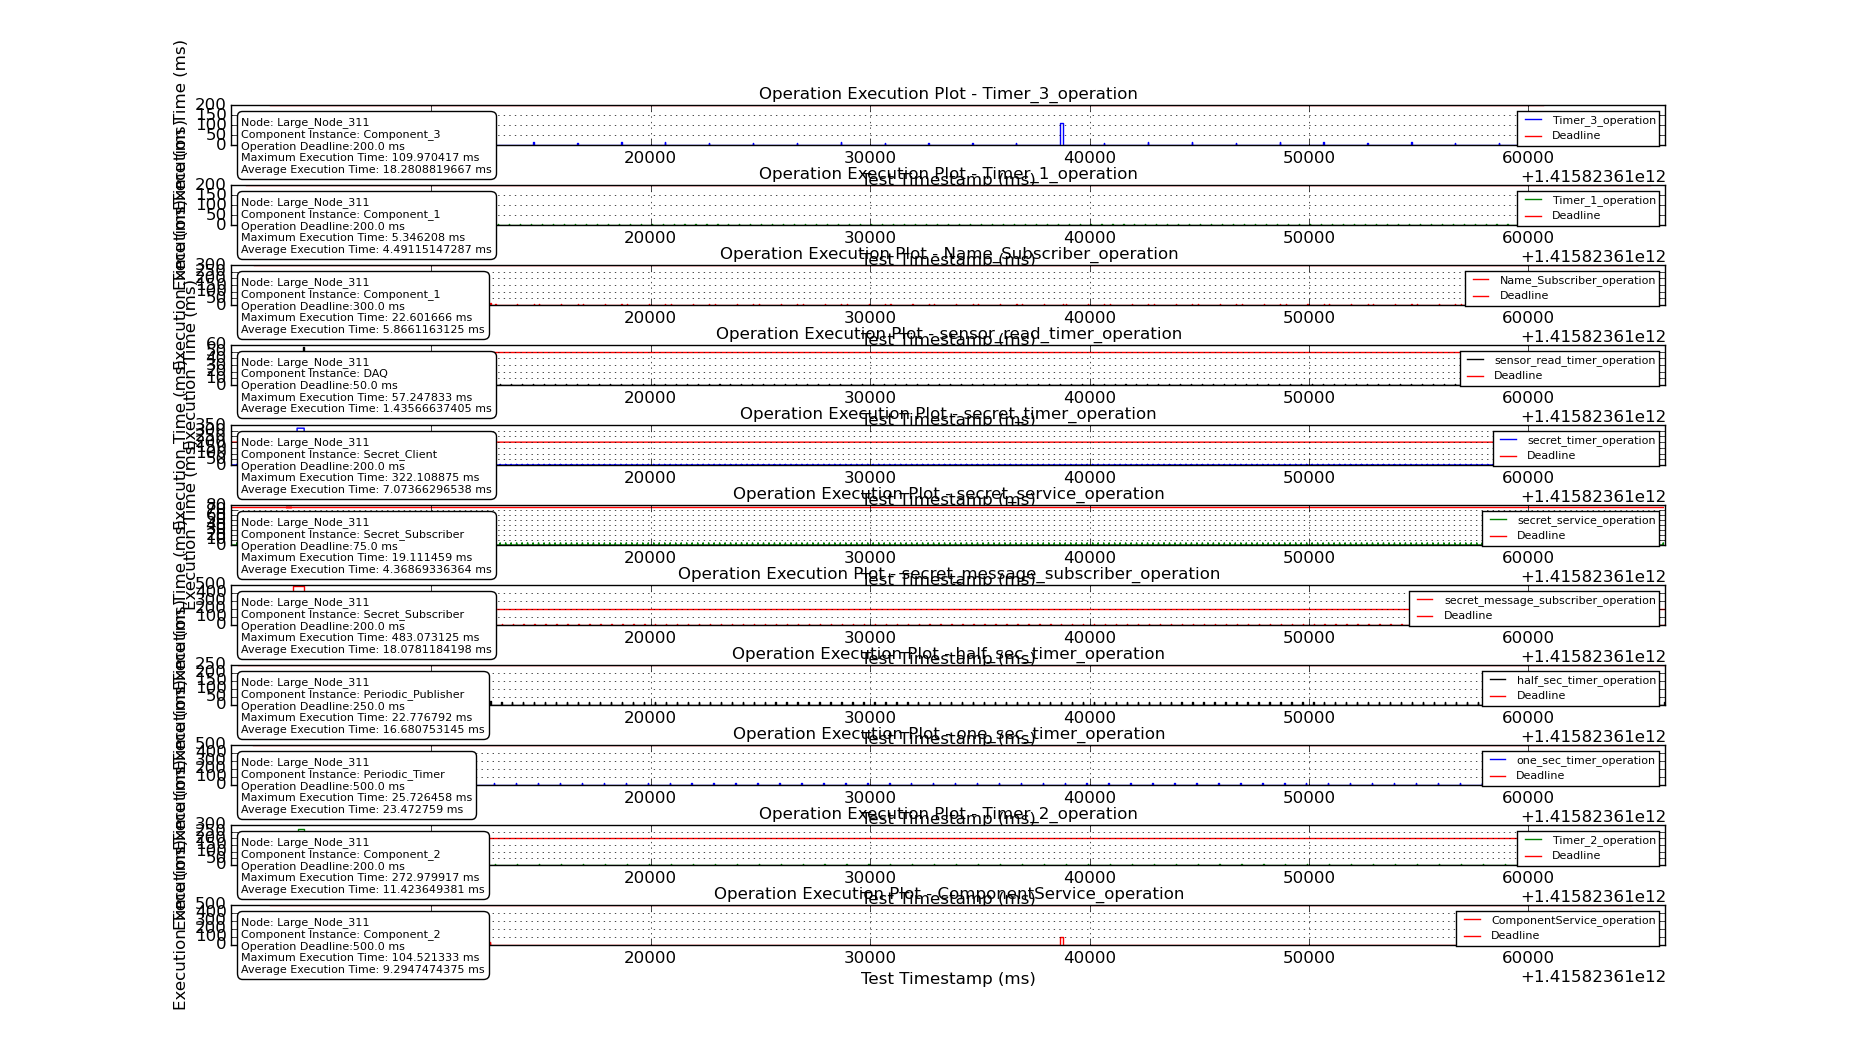 Operation Execution Plot - Timer_3_operation
Execution Time (ms)
200
150
100
50
0
Node: Large_Node_311
Component Instance: Component_3
Operation Deadline:200.0 ms
Maximum Execution Time: 109.970417 ms
Average Execution Time: 18.2808819667 ms
Timer_3_operation
Deadline
20000 30000 40000 50000 60000
+1.41582361e12
Test Timestamp (ms)
Operation Execution Plot - Timer_1_operation
200
150
100
50
0
Node: Large_Node_311
Component Instance: Component_1
Operation Deadline:200.0 ms
Maximum Execution Time: 5.346208 ms
Average Execution Time: 4.49115147287 ms
Timer_1_operation
Deadline
20000 30000 40000 50000 60000
+1.41582361e12
Test Timestamp (ms)
Operation Execution Plot - Name_Subscriber_operation
300
250
200
150
100
50
0
Node: Large_Node_311
Component Instance: Component_1
Operation Deadline:300.0 ms
Maximum Execution Time: 22.601666 ms
Average Execution Time: 5.8661163125 ms
Name_Subscriber_operation
Deadline
20000 30000 40000 50000 60000
+1.41582361e12
Test Timestamp (ms)
Operation Execution Plot - sensor_read_timer_operation
Execution Time (ms)
60
50
40
30
20
10
0
Node: Large_Node_311
Component Instance: DAQ
Operation Deadline:50.0 ms
Maximum Execution Time: 57.247833 ms
Average Execution Time: 1.43566637405 ms
sensor_read_timer_operation
Deadline
20000 30000 40000 50000 60000
+1.41582361e12
Test Timestamp (ms)
Operation Execution Plot - secret_timer_operation
Execution Time (ms)
350
300
250
200
150
100
50
0
Node: Large_Node_311
Component Instance: Secret_Client
Operation Deadline:200.0 ms
Maximum Execution Time: 322.108875 ms
Average Execution Time: 7.07366296538 ms
secret_timer_operation
Deadline
20000 30000 40000 50000 60000
+1.41582361e12
Test Timestamp (ms)
Operation Execution Plot - secret_service_operation
Execution Time (ms)
80
70
60
50
40
30
20
10
0
Node: Large_Node_311
Component Instance: Secret_Subscriber
Operation Deadline:75.0 ms
Maximum Execution Time: 19.111459 ms
Average Execution Time: 4.36869336364 ms
secret_service_operation
Deadline
20000 30000 40000 50000 60000
+1.41582361e12
Test Timestamp (ms)
Operation Execution Plot - secret_message_subscriber_operation
500
400
300
200
100
0
Node: Large_Node_311
Component Instance: Secret_Subscriber
Operation Deadline:200.0 ms
Maximum Execution Time: 483.073125 ms
Average Execution Time: 18.0781184198 ms
secret_message_subscriber_operation
Deadline
20000 30000 40000 50000 60000
+1.41582361e12
Test Timestamp (ms)
Operation Execution Plot - half_sec_timer_operation
250
200
150
100
50
0
Node: Large_Node_311
Component Instance: Periodic_Publisher
Operation Deadline:250.0 ms
Maximum Execution Time: 22.776792 ms
Average Execution Time: 16.680753145 ms
half_sec_timer_operation
Deadline
20000 30000 40000 50000 60000
+1.41582361e12
Test Timestamp (ms)
Operation Execution Plot - one_sec_timer_operation
500
400
300
200
100
0
Node: Large_Node_311
Component Instance: Periodic_Timer
Operation Deadline:500.0 ms
Maximum Execution Time: 25.726458 ms
Average Execution Time: 23.472759 ms
one_sec_timer_operation
Deadline
20000 30000 40000 50000 60000
+1.41582361e12
Test Timestamp (ms)
Operation Execution Plot - Timer_2_operation
300
250
200
150
100
50
0
Node: Large_Node_311
Component Instance: Component_2
Operation Deadline:200.0 ms
Maximum Execution Time: 272.979917 ms
Average Execution Time: 11.423649381 ms
Timer_2_operation
Deadline
20000 30000 40000 50000 60000
+1.41582361e12
Test Timestamp (ms)
Operation Execution Plot - ComponentService_operation
Execution Time (ms)
500
400
300
200
100
0
Node: Large_Node_311
Component Instance: Component_2
Operation Deadline:500.0 ms
Maximum Execution Time: 104.521333 ms
Average Execution Time: 9.2947474375 ms
ComponentService_operation
Deadline
20000 30000 40000 50000 60000
+1.41582361e12
Test Timestamp (ms)